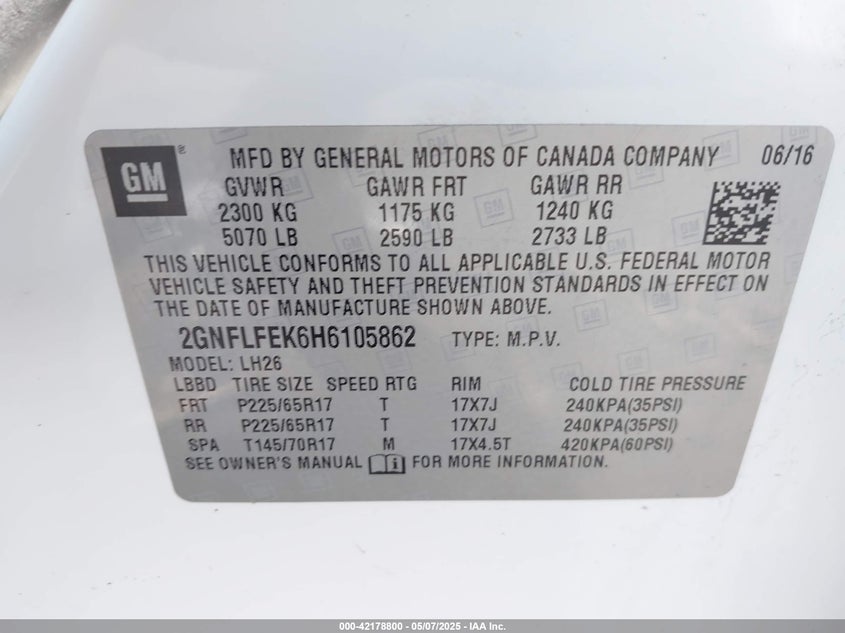 GM ® MFD BY GENERAL MOTORS OF CANADA COMPANY 06/16
GVWR GAWR FRT GAWR RR
2300 KG 1175 KG 1240 KG
5070 LB 2590 LB 2733 LB
THIS VEHICLE CONFORMS TO ALL APPLICABLE U.S. FEDERAL MOTOR
VEHICLE SAFETY AND THEFT PREVENTION STANDARDS IN EFFECT ON
THE DATE OF MANUFACTURE SHOWN ABOVE.
2GNFLFEK6H6105862 TYPE: M.P.V.
MODEL: LH26
LBBD TIRE SIZE SPEED RTG RIM COLD TIRE PRESSURE
FRT P225/65R17 T 17X7J 240KPA(35PSI)
RR P225/65R17 T 17X7J 240KPA(35PSI)
SPA T145/70R17 M 17X4.5T 420KPA(60PSI)
SEE OWNER'S MANUAL FOR MORE INFORMATION.
000-42178800 - 05/07/2025 - IAA Inc.